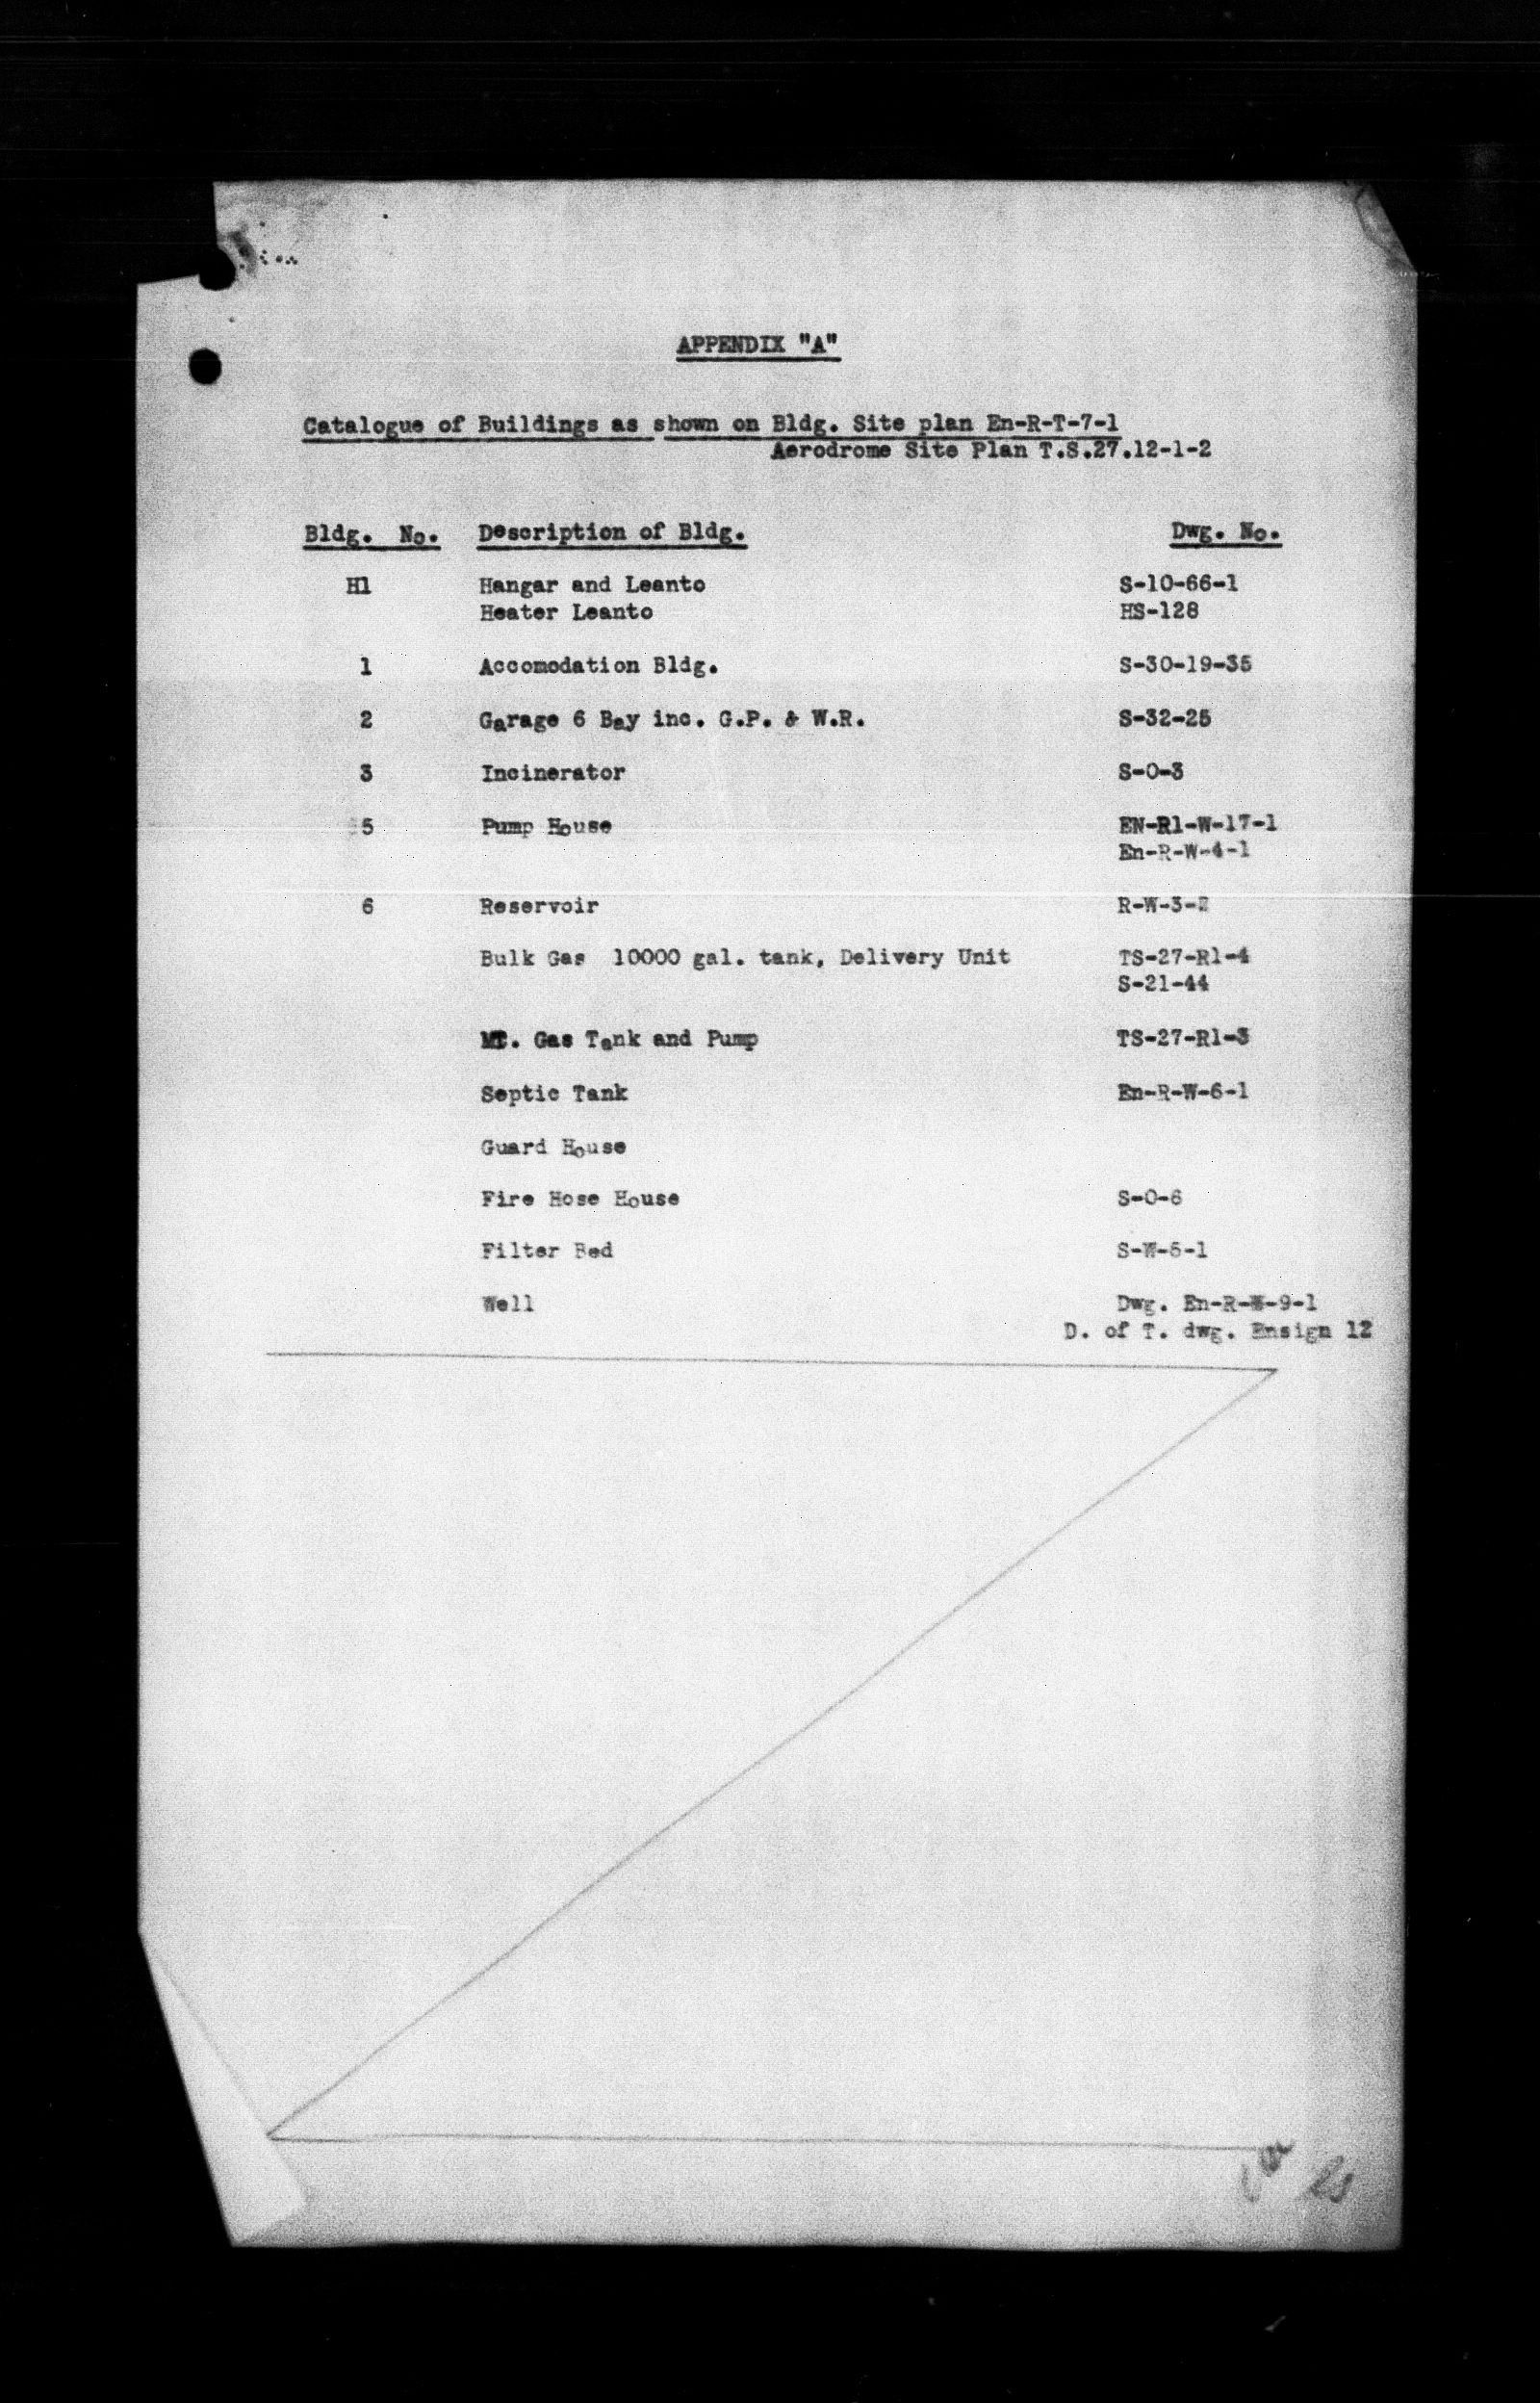 APPENDIX "A"
Catalogue of Buildings as shown on Bldg. Site plan En-R-T-7-1
Aerodrome Site Plan T.S.27.12-1-2
Bldg. No. Description of Bldg. Dwg. No.
H1 Hangar and Leanto S-10-66-1
Heater Leanto HS-128
1 Accomodation Bldg. S-30-19-35
2 Garage 6 Bay inc. G.P. & W.R. S-32-25
3 Incinerator S-0-3
5 Pump House EN-R1-W-17-1
En-R-W-4-1
6 Reservoir R-W-3-2
Bulk Gas 10000 gal. tank, Delivery Unit TS-27-R1-4
S-21-44
MT. Gas Tank and Pump TS-27-R1-3
Septic Tank En-R-W-6-1
Guard House
Fire Hose House S-0-6
Filter Bed S-W-5-1
Well Dwg. En-R-W-9-1
D. of T. dwg. Ensign 12